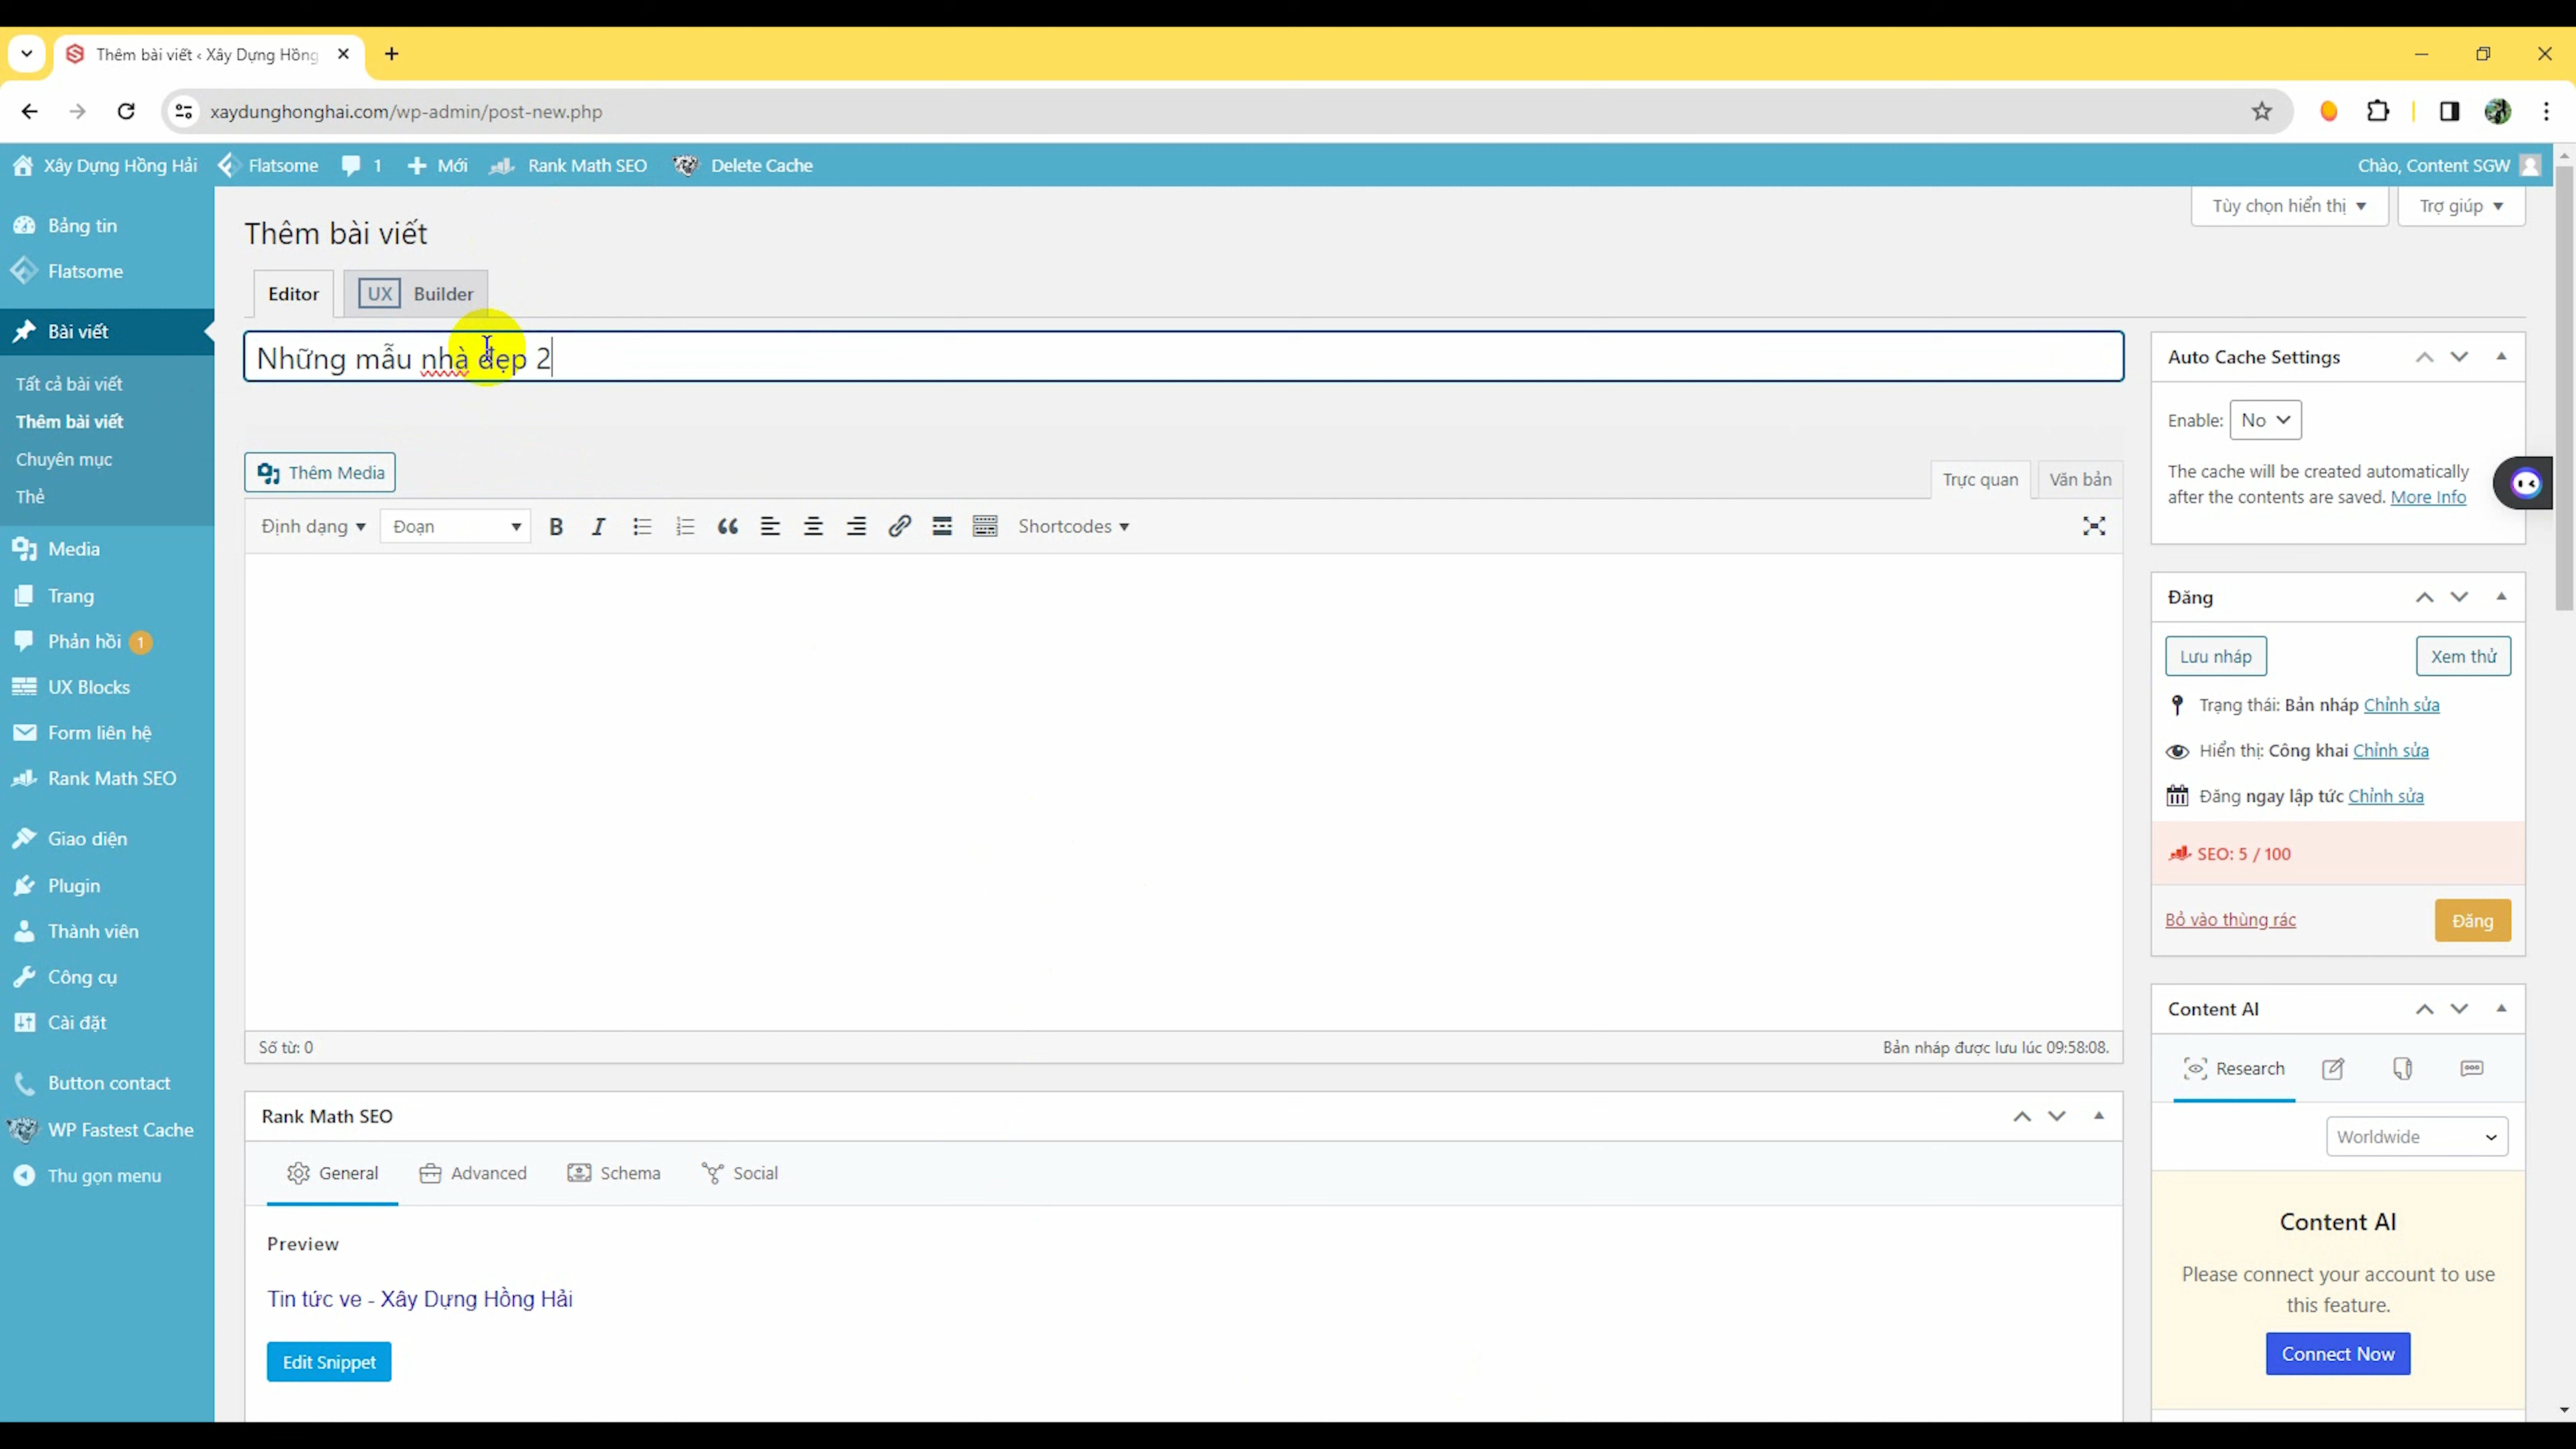 Thêm bài viết ‹ Xây Dựng Hồng
xaydunghonghai.com/wp-admin/post-new.php
Xây Dựng Hồng Hải
Flatsome
1
Mới
Rank Math SEO
Delete Cache
Chào, Content SGW
Tùy chọn hiển thị
Trợ giúp
Bảng tin
Flatsome
Bài viết
Tất cả bài viết
Thêm bài viết
Chuyên mục
Thẻ
Media
Trang
Phản hồi 1
UX Blocks
Form liên hệ
Rank Math SEO
Giao diện
Plugin
Thành viên
Công cụ
Cài đặt
Button contact
WP Fastest Cache
Thu gọn menu
Thêm bài viết
Editor
UX Builder
Những mẫu nhà đẹp 2
Thêm Media
Trực quan
Văn bản
Định dạng
Đoạn
B I
Shortcodes
Số từ: 0
Bản nháp được lưu lúc 09:58:08.
Rank Math SEO
General
Advanced
Schema
Social
Preview
Tin tức ve - Xây Dựng Hồng Hải
Edit Snippet
Auto Cache Settings
Enable: No
The cache will be created automatically
after the contents are saved. More Info
Đăng
Lưu nháp
Xem thử
Trạng thái: Bản nháp Chỉnh sửa
Hiển thị: Công khai Chỉnh sửa
Đăng ngay lập tức Chỉnh sửa
SEO: 5 / 100
Bỏ vào thùng rác
Đăng
Content AI
Research
Worldwide
Content AI
Please connect your account to use
this feature.
Connect Now